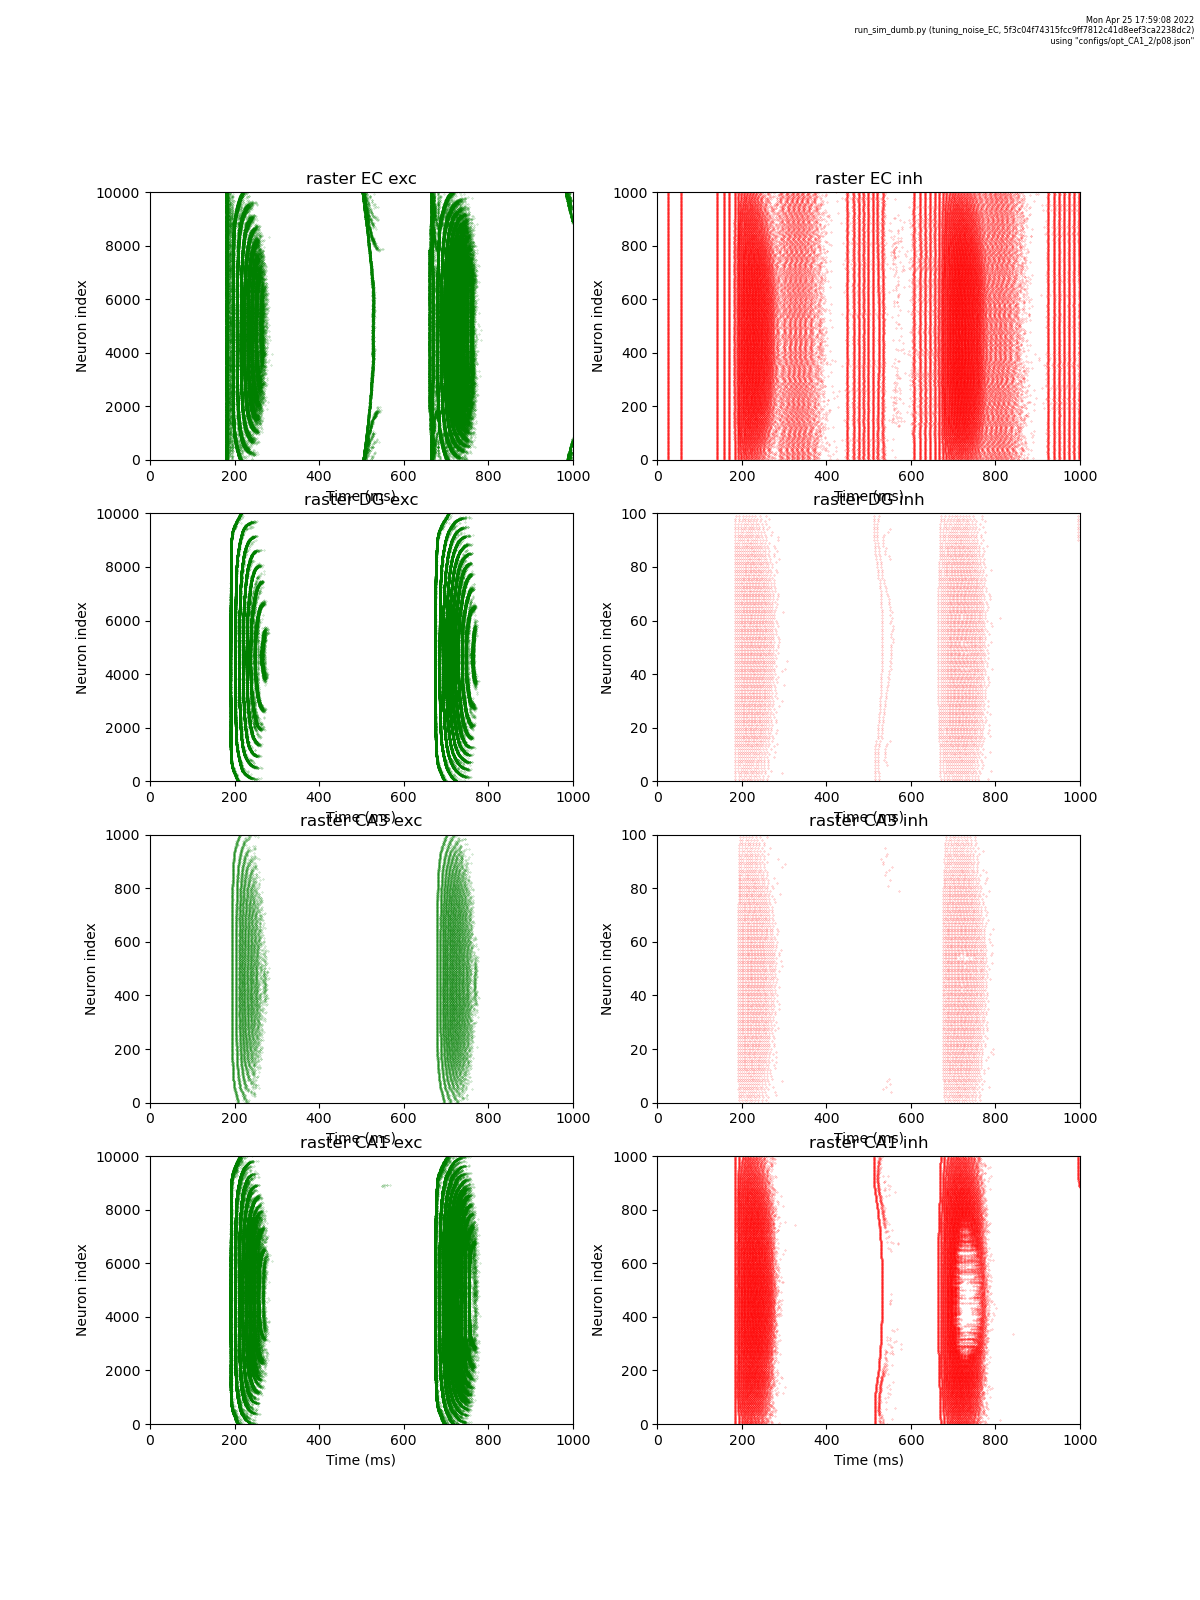 Mon Apr 25 17:59:08 2022
run_sim_dumb.py (tuning_noise_EC, 5f3c04f74315fcc9ff7812c41d8eef3ca2238dc2)
using "configs/opt_CA1_2/p08.json"
raster EC exc
raster EC inh
10000
8000
6000
4000
2000
0
Neuron index
0 200 400 600 800 1000
Time (ms)
1000
800
600
400
200
0
Neuron index
0 200 400 600 800 1000
Time (ms)
raster DG exc
raster DG inh
10000
8000
6000
4000
2000
0
Neuron index
0 200 400 600 800 1000
Time (ms)
100
80
60
40
20
0
Neuron index
0 200 400 600 800 1000
Time (ms)
raster CA3 exc
raster CA3 inh
1000
800
600
400
200
0
Neuron index
0 200 400 600 800 1000
Time (ms)
100
80
60
40
20
0
Neuron index
0 200 400 600 800 1000
Time (ms)
raster CA1 exc
raster CA1 inh
10000
8000
6000
4000
2000
0
Neuron index
0 200 400 600 800 1000
Time (ms)
1000
800
600
400
200
0
Neuron index
0 200 400 600 800 1000
Time (ms)